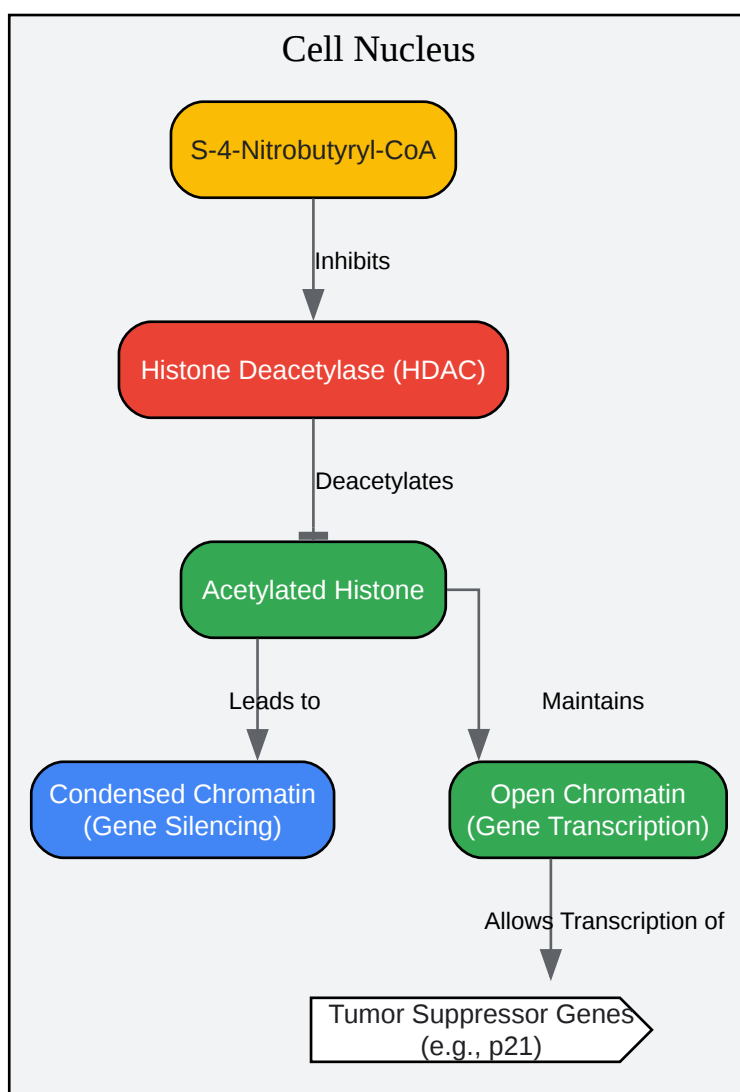 Cell Nucleus
S-4-Nitrobutyryl-CoA
Inhibits
Histone Deacetylase (HDAC)
Deacetylates
Acetylated Histone
Leads to
Maintains
Condensed Chromatin
(Gene Silencing)
Open Chromatin
(Gene Transcription)
Allows Transcription of
Tumor Suppressor Genes
(e.g., p21)